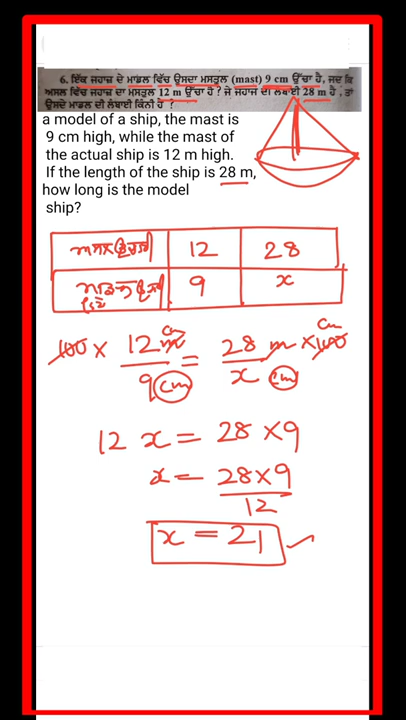 6. ਇੱਕ ਜਹਾਜ਼ ਦੇ ਮਾਡਲ ਵਿੱਚ ਉਸਦਾ ਮਸਤੂਲ (mast) 9 cm ਉੱਚਾ ਹੈ, ਜਦ ਕਿ
ਅਸਲ ਵਿੱਚ ਜਹਾਜ਼ ਦਾ ਮਸਤੂਲ 12 m ਉੱਚਾ ਹੈ ? ਜੇ ਜਹਾਜ ਦੀ ਲੰਬਾਈ 28 m ਹੈ, ਤਾਂ
ਉਸਦੇ ਮਾਡਲ ਦੀ ਲੰਬਾਈ ਕਿੰਨੀ ਹੈ ?
a model of a ship, the mast is
9 cm high, while the mast of
the actual ship is 12 m high.
If the length of the ship is 28 m,
how long is the model
ship?
12 28
9 x
100 × 12 m cm / 9 cm = 28 m × 100 cm / x cm
12 x = 28 × 9
x = 28 × 9 / 12
x = 21